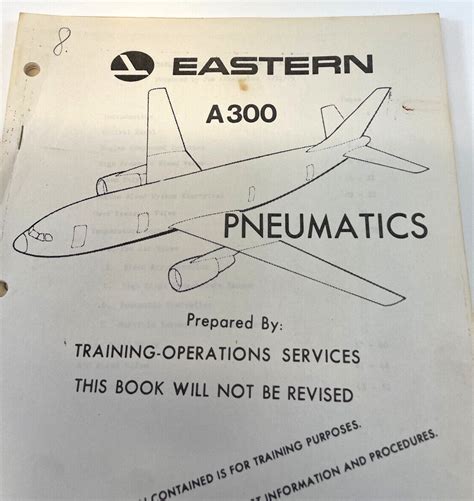 8.
EASTERN
A300
PNEUMATICS
Prepared By:
TRAINING-OPERATIONS SERVICES
THIS BOOK WILL NOT BE REVISED
CONTAINED IS FOR TRAINING PURPOSES.
INFORMATION AND PROCEDURES.